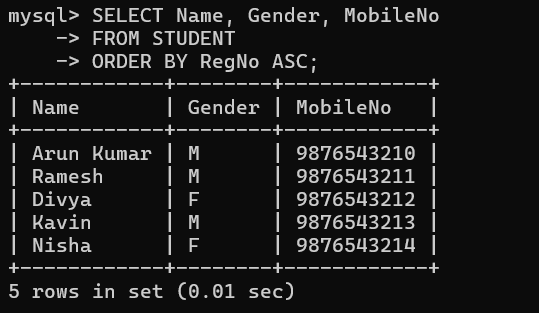 mysql> SELECT Name, Gender, MobileNo
    -> FROM STUDENT
    -> ORDER BY RegNo ASC;
+------------+--------+------------+
| Name       | Gender | MobileNo   |
+------------+--------+------------+
| Arun Kumar | M      | 9876543210 |
| Ramesh     | M      | 9876543211 |
| Divya      | F      | 9876543212 |
| Kavin      | M      | 9876543213 |
| Nisha      | F      | 9876543214 |
+------------+--------+------------+
5 rows in set (0.01 sec)